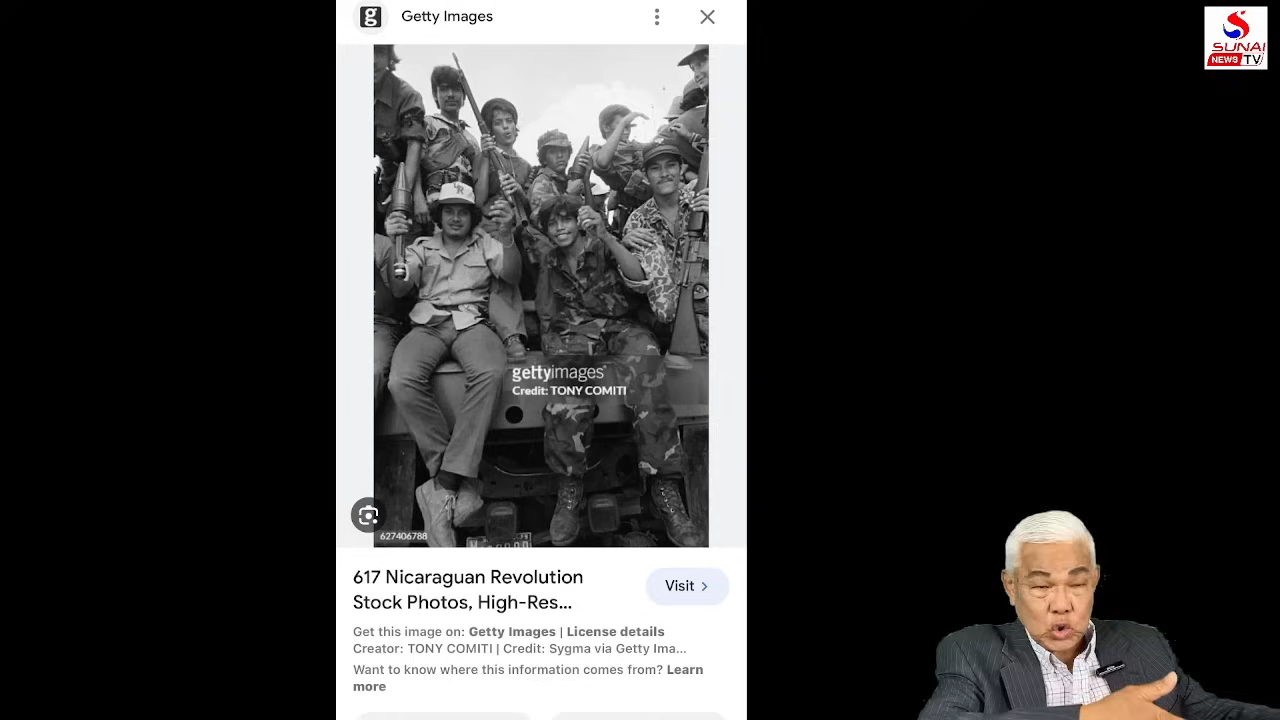 Getty Images
SUNAI
NEWS TV
LR
gettyimages
Credit: TONY COMITI
627406788
617 Nicaraguan Revolution
Stock Photos, High-Res...
Visit
Get this image on: Getty Images | License details
Creator: TONY COMITI | Credit: Sygma via Getty Ima...
Want to know where this information comes from? Learn
more